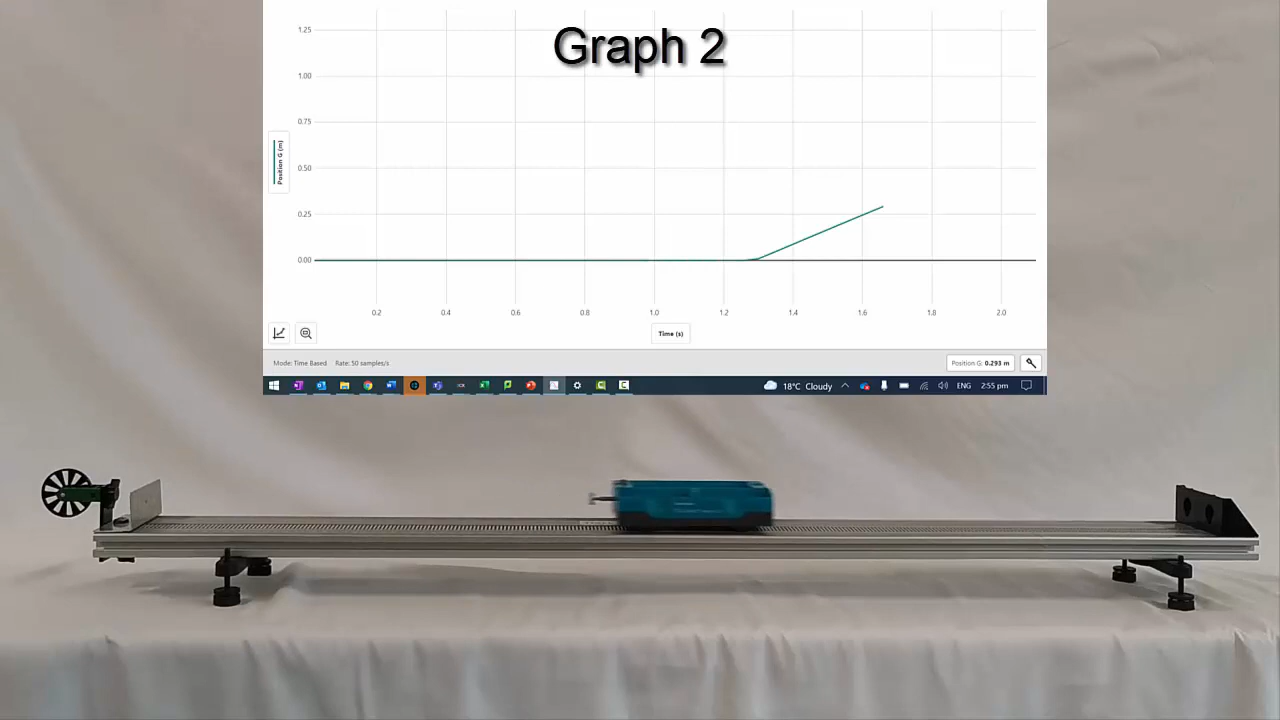 Graph 2
1.25
1.00
0.75
0.50
0.25
0.00
Position G (m)
0.2 0.4 0.6 0.8 1.0 1.2 1.4 1.6 1.8 2.0
Time (s)
Mode: Time Based Rate: 50 samples/s
Position G: 0.293 m
18°C Cloudy ENG 2:55 pm